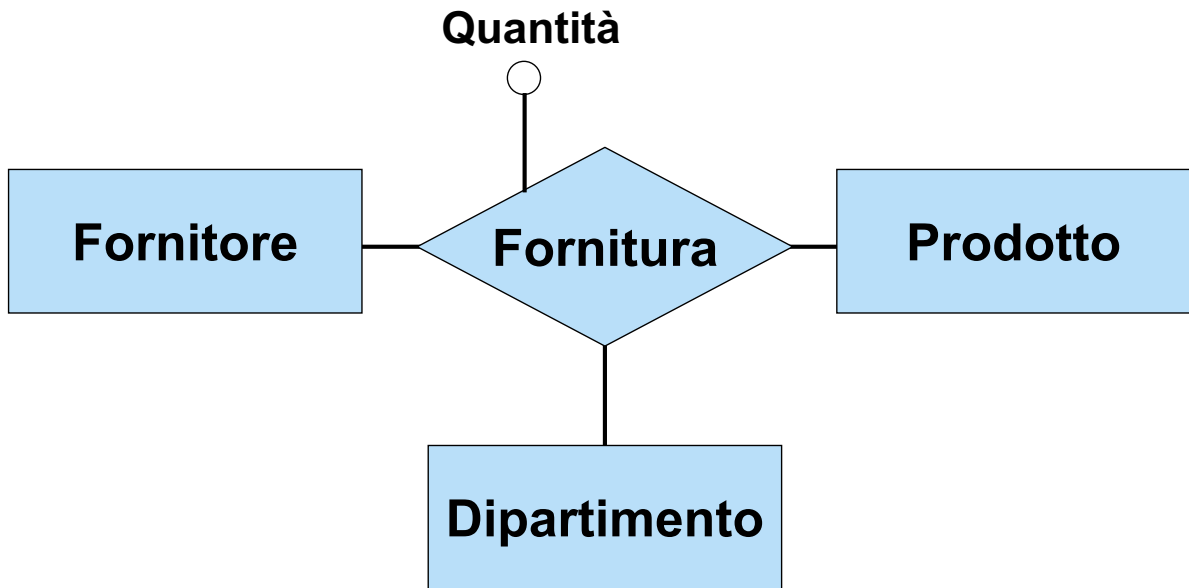 Quantità
Fornitore
Fornitura
Prodotto
Dipartimento